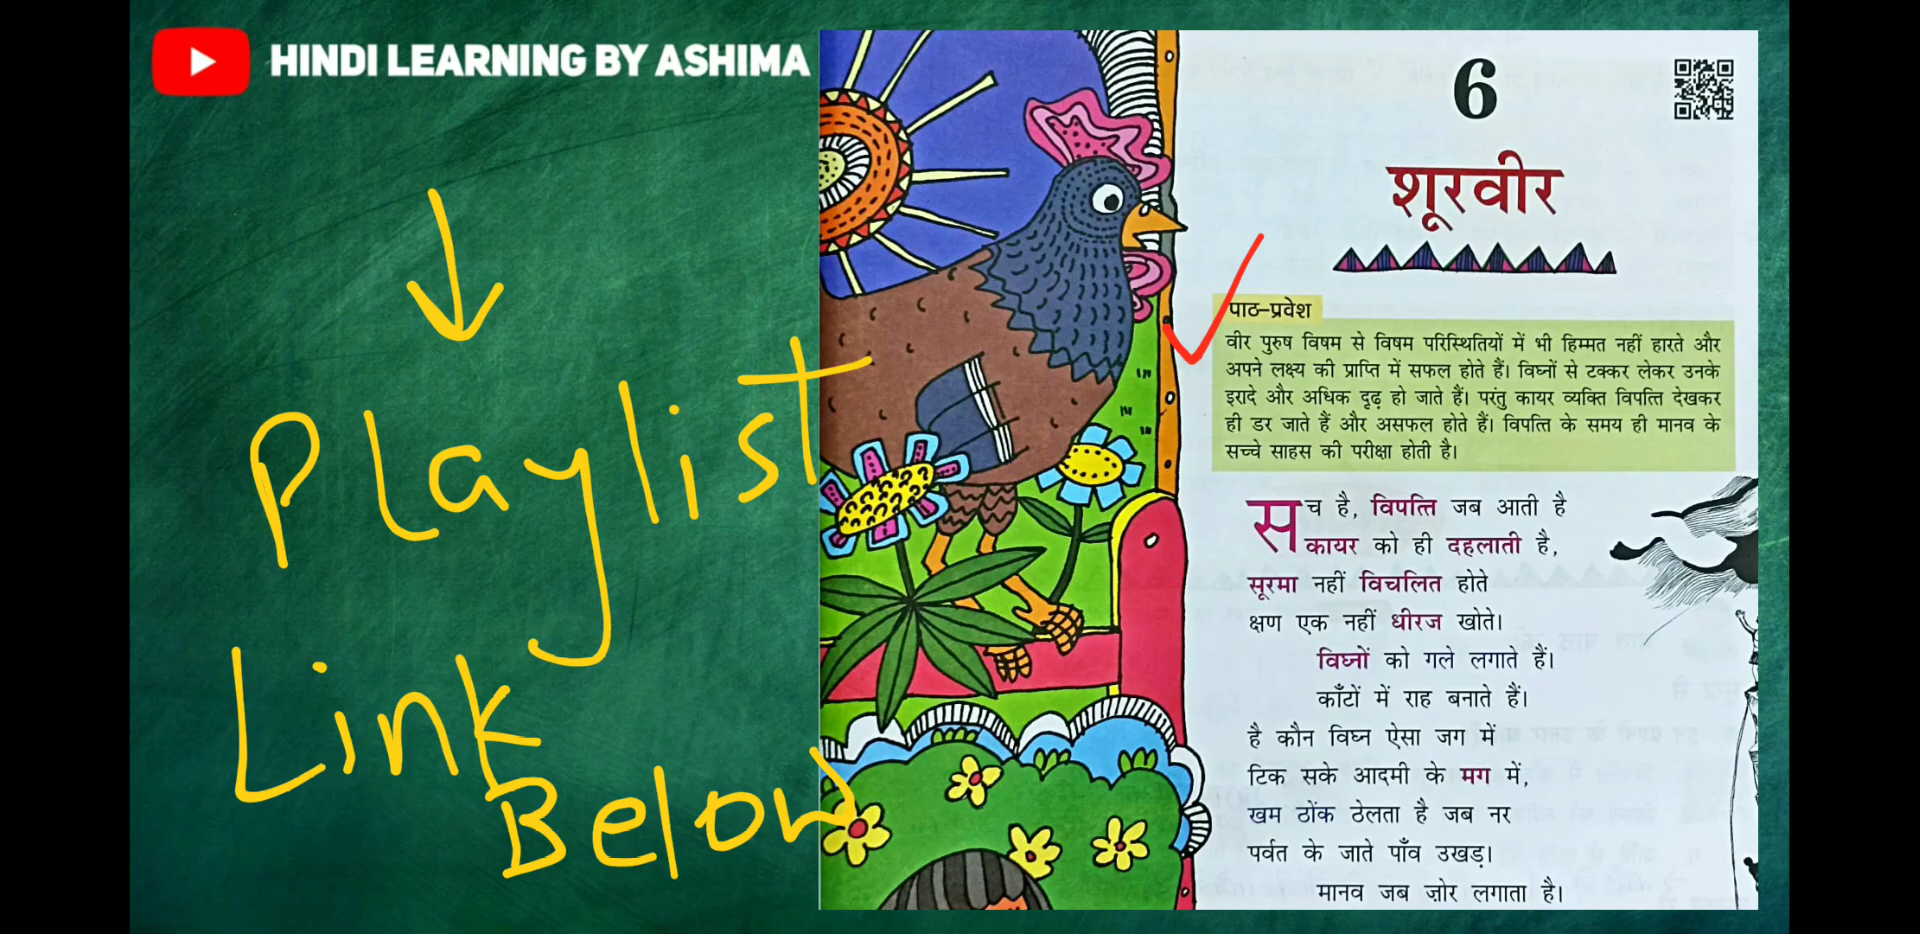 HINDI LEARNING BY ASHIMA
Playlist
Link
Below
6
शूरवीर
पाठ-प्रवेश
वीर पुरुष विषम से विषम परिस्थितियों में भी हिम्मत नहीं हारते और
अपने लक्ष्य की प्राप्ति में सफल होते हैं। विघ्नों से टक्कर लेकर उनके
इरादे और अधिक दृढ़ हो जाते हैं। परंतु कायर व्यक्ति विपत्ति देखकर
ही डर जाते हैं और असफल होते हैं। विपत्ति के समय ही मानव के
सच्चे साहस की परीक्षा होती है।
सच है, विपत्ति जब आती है
कायर को ही दहलाती है,
सूरमा नहीं विचलित होते
क्षण एक नहीं धीरज खोते।
विघ्नों को गले लगाते हैं।
काँटों में राह बनाते हैं।
है कौन विघ्न ऐसा जग में
टिक सके आदमी के मग में,
खम ठोंक ठेलता है जब नर
पर्वत के जाते पाँव उखड़।
मानव जब ज़ोर लगाता है।